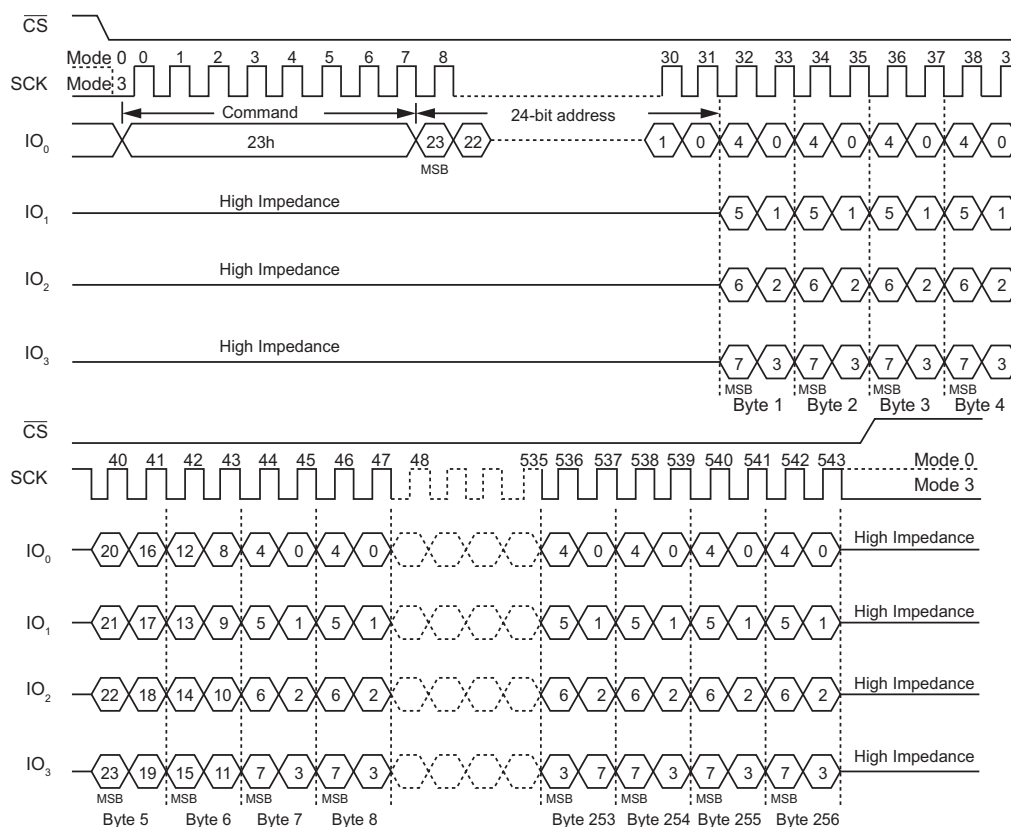 CS
Mode 0 0 1 2 3 4 5 6 7 8 30 31 32 33 34 35 36 37 38 3
SCK Mode 3
Command 24-bit address
IO0 23h 23 22 1 0 4 0 4 0 4 0 4 0
MSB
IO1 High Impedance 5 1 5 1 5 1 5 1
IO2 High Impedance 6 2 6 2 6 2 6 2
IO3 High Impedance 7 3 7 3 7 3 7 3
MSB MSB MSB MSB
Byte 1 Byte 2 Byte 3 Byte 4
CS
40 41 42 43 44 45 46 47 48 535 536 537 538 539 540 541 542 543 Mode 0
SCK Mode 3
IO0 20 16 12 8 4 0 4 0 4 0 4 0 4 0 4 0 High Impedance
IO1 21 17 13 9 5 1 5 1 5 1 5 1 5 1 5 1 High Impedance
IO2 22 18 14 10 6 2 6 2 6 2 6 2 6 2 6 2 High Impedance
IO3 23 19 15 11 7 3 7 3 3 7 7 3 7 3 7 3 High Impedance
MSB MSB MSB MSB MSB MSB MSB MSB
Byte 5 Byte 6 Byte 7 Byte 8 Byte 253 Byte 254 Byte 255 Byte 256